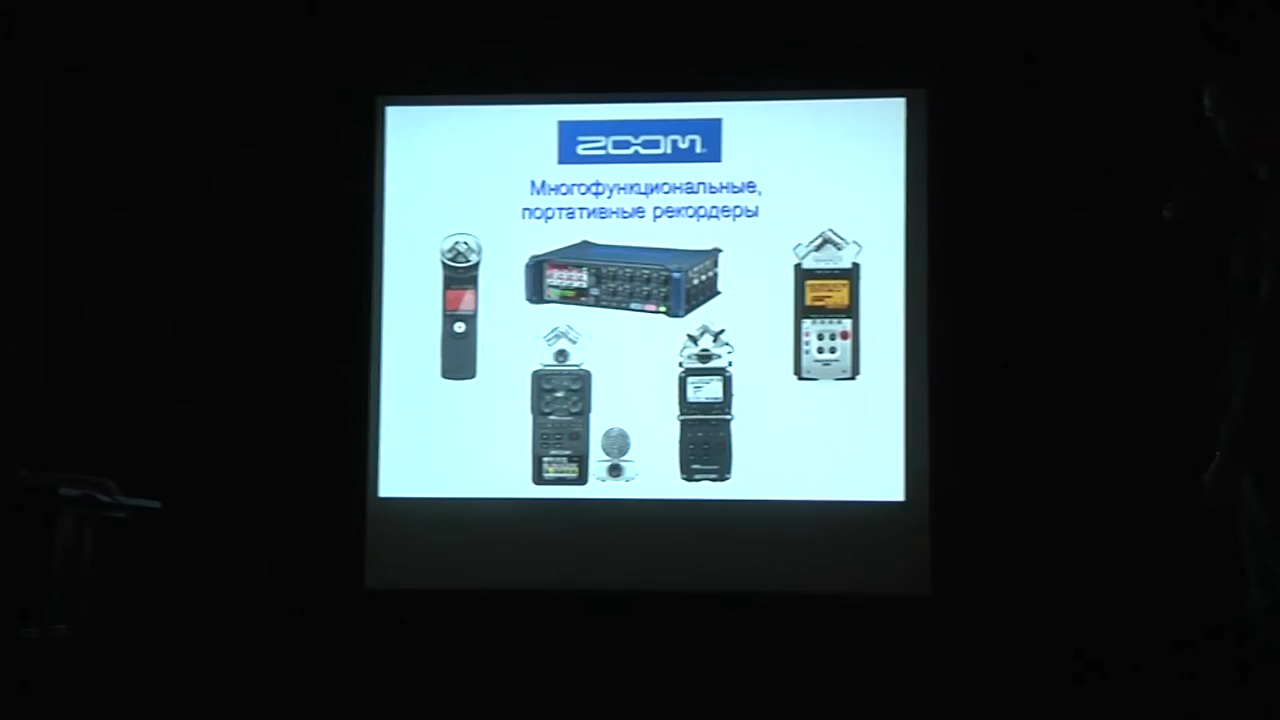 ZOOM
Многофункциональные,
портативные рекордеры